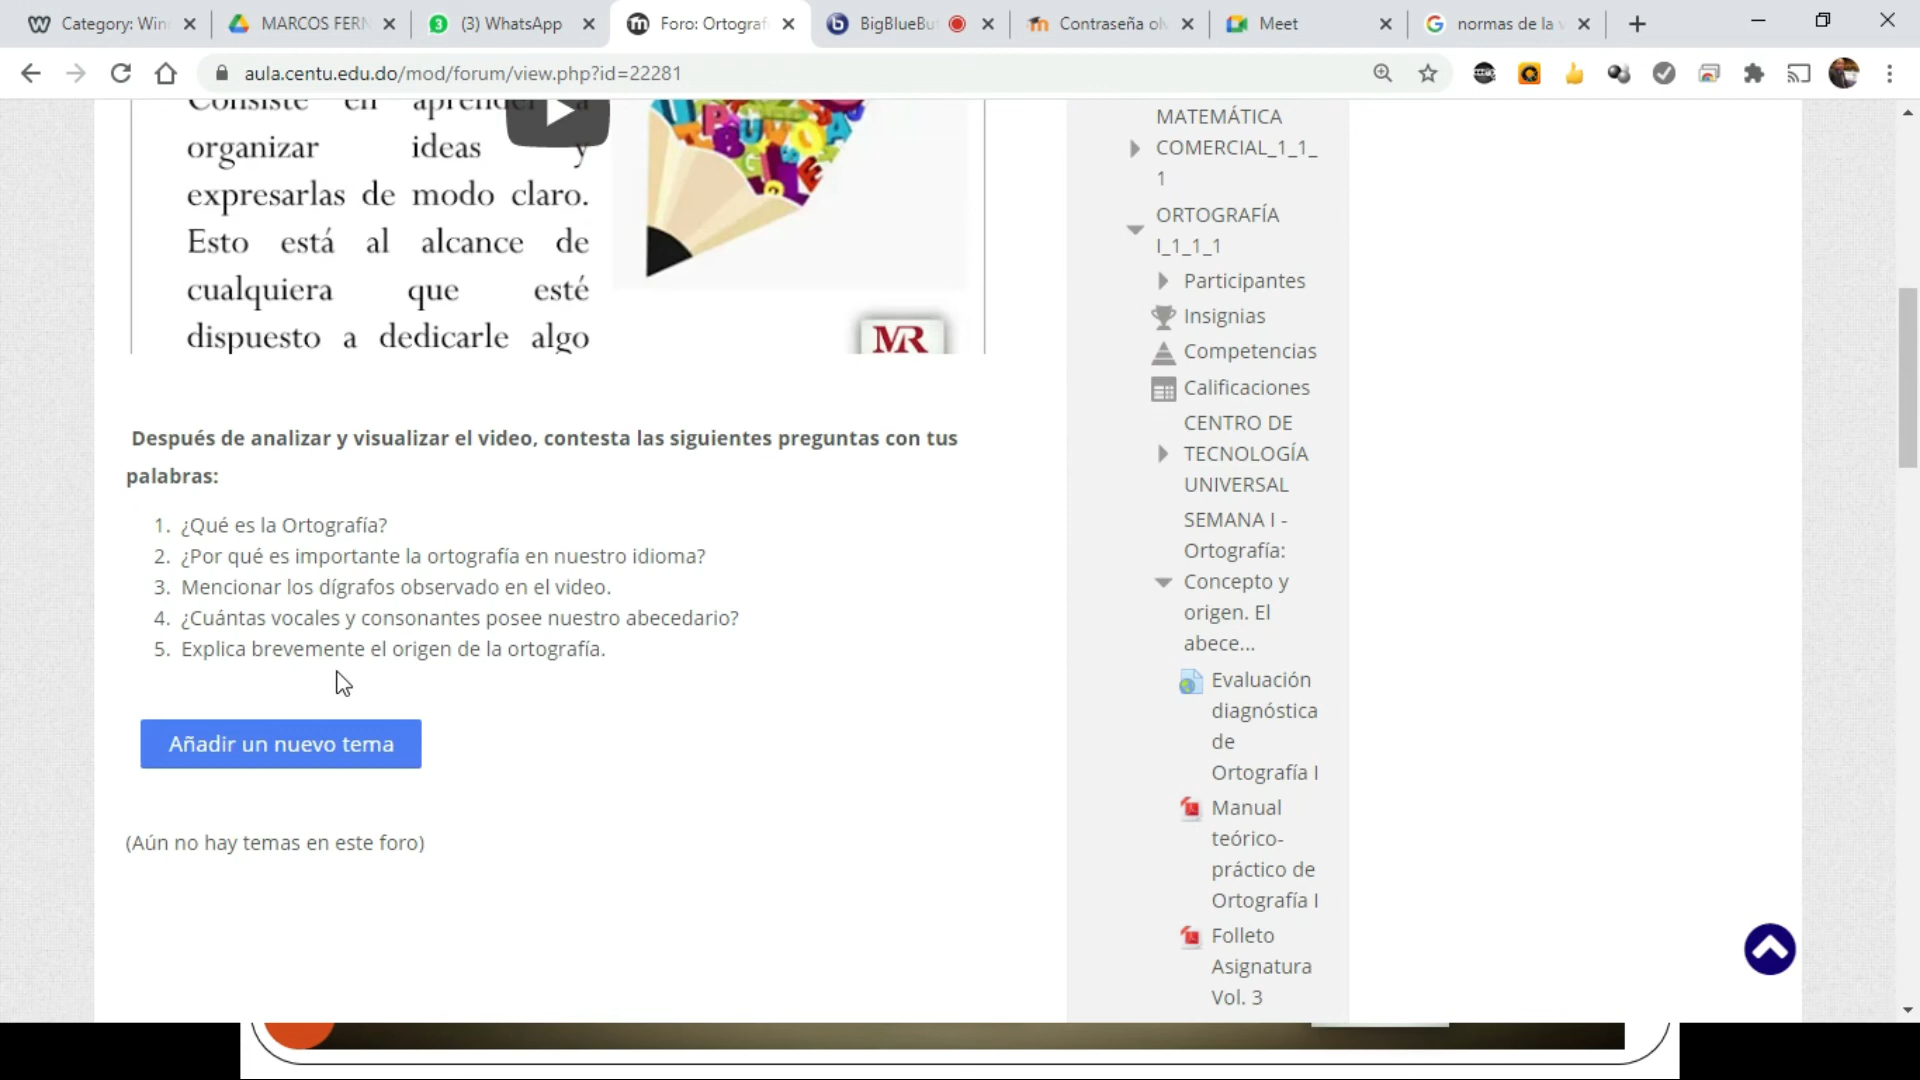 Category: Win
MARCOS FERN
(3) WhatsApp
Foro: Ortograf
BigBlueBu
Contraseña ol
Meet
normas de la v
aula.centu.edu.do/mod/forum/view.php?id=22281
Consiste en aprender a
organizar ideas y
expresarlas de modo claro.
Esto está al alcance de
cualquiera que esté
dispuesto a dedicarle algo
MR
Después de analizar y visualizar el video, contesta las siguientes preguntas con tus
palabras:
1. ¿Qué es la Ortografía?
2. ¿Por qué es importante la ortografía en nuestro idioma?
3. Mencionar los dígrafos observado en el video.
4. ¿Cuántas vocales y consonantes posee nuestro abecedario?
5. Explica brevemente el origen de la ortografía.
Añadir un nuevo tema
(Aún no hay temas en este foro)
MATEMÁTICA
COMERCIAL_1_1_
1
ORTOGRAFÍA
I_1_1_1
Participantes
Insignias
Competencias
Calificaciones
CENTRO DE
TECNOLOGÍA
UNIVERSAL
SEMANA I -
Ortografía:
Concepto y
origen. El
abece...
Evaluación
diagnóstica
de
Ortografía I
Manual
teórico-
práctico de
Ortografía I
Folleto
Asignatura
Vol. 3